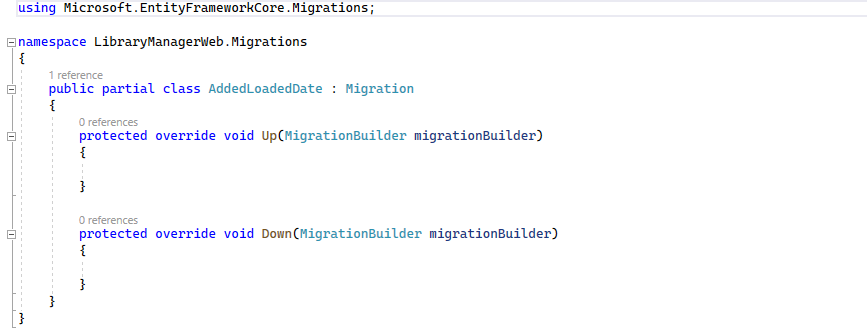 using Microsoft.EntityFrameworkCore.Migrations;
namespace LibraryManagerWeb.Migrations
{
1 reference
public partial class AddedLoadedDate : Migration
{
0 references
protected override void Up(MigrationBuilder migrationBuilder)
{
}
0 references
protected override void Down(MigrationBuilder migrationBuilder)
{
}
}
}